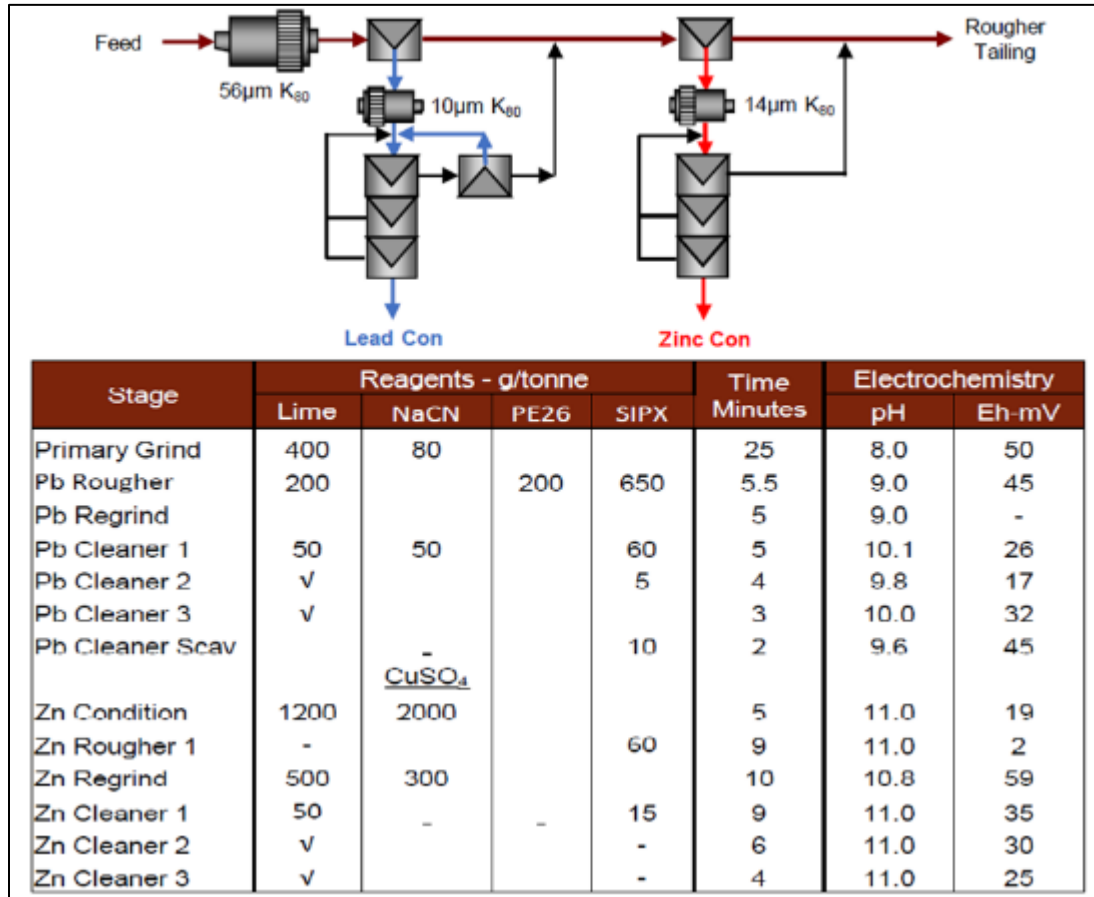 Feed
Rougher
Tailing
56µm K₈₀
10µm K₈₀
14µm K₈₀
Lead Con
Zinc Con
Stage Reagents - g/tonne Time Minutes Electrochemistry
Lime NaCN PE26 SIPX pH Eh-mV
Primary Grind 400 80 25 8.0 50
Pb Rougher 200 200 650 5.5 9.0 45
Pb Regrind 5 9.0 -
Pb Cleaner 1 50 50 60 5 10.1 26
Pb Cleaner 2 √ 5 4 9.8 17
Pb Cleaner 3 √ 3 10.0 32
Pb Cleaner Scav - 10 2 9.6 45
CuSO₄
Zn Condition 1200 2000 5 11.0 19
Zn Rougher 1 - 60 9 11.0 2
Zn Regrind 500 300 10 10.8 59
Zn Cleaner 1 50 - - 15 9 11.0 35
Zn Cleaner 2 √ - 6 11.0 30
Zn Cleaner 3 √ - 4 11.0 25